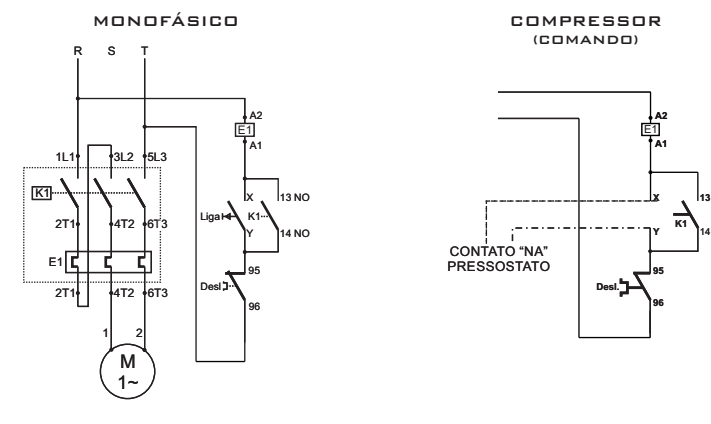 MONOFÁSICO
R S T
A2
E1
A1
1L1 3L2 5L3
K1
X 13 NO
Liga K1
Y 14 NO
2T1 4T2 6T3
E1
95
Desl
96
2T1 4T2 6T3
1 2
M
1~
COMPRESSOR
(COMANDO)
A2
E1
A1
X 13
K1
Y 14
CONTATO “NA”
PRESSOSTATO
95
Desl.
96